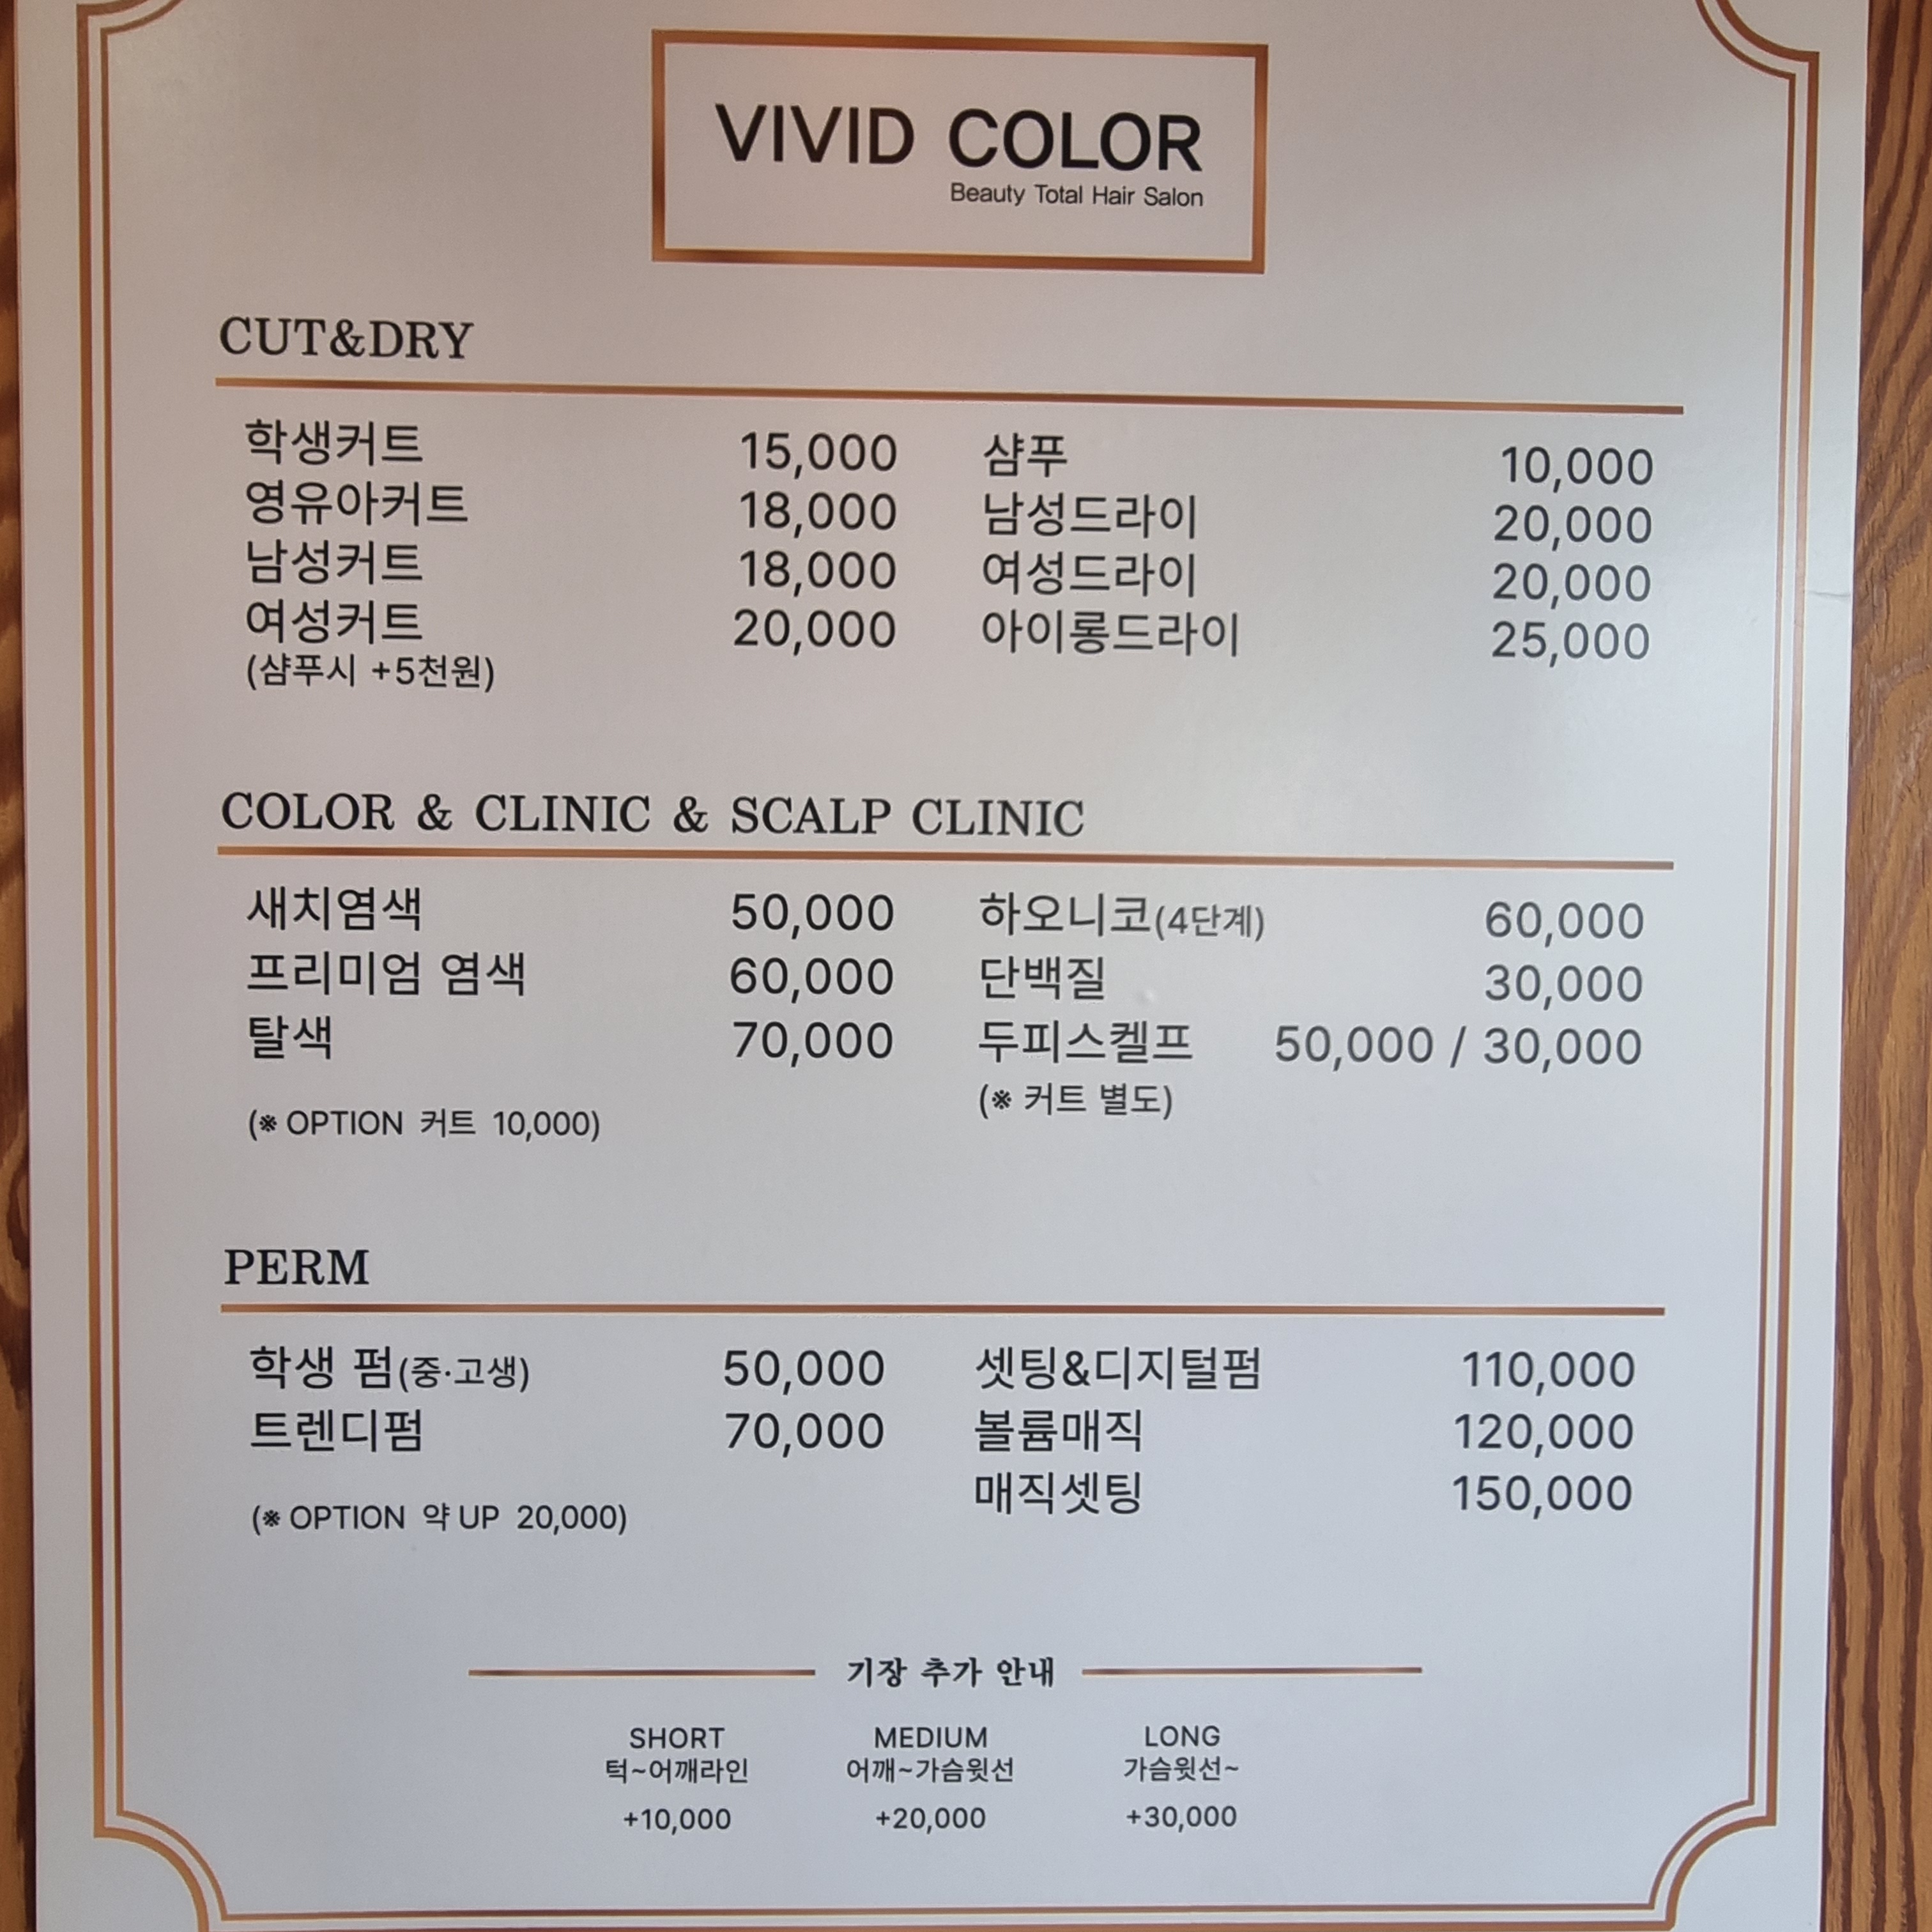 VIVID COLOR
Beauty Total Hair Salon
CUT&DRY
학생커트 15,000 샴푸 10,000
영유아커트 18,000 남성드라이 20,000
남성커트 18,000 여성드라이 20,000
여성커트 20,000 아이롱드라이 25,000
(샴푸시 +5천원)
COLOR & CLINIC & SCALP CLINIC
새치염색 50,000 하오니코(4단계) 60,000
프리미엄 염색 60,000 단백질 30,000
탈색 70,000 두피스켈프 50,000 / 30,000
(※ 커트 별도)
(※ OPTION 커트 10,000)
PERM
학생 펌(중·고생) 50,000 셋팅&디지털펌 110,000
트렌디펌 70,000 볼륨매직 120,000
매직셋팅 150,000
(※ OPTION 약 UP 20,000)
기장 추가 안내
SHORT MEDIUM LONG
턱~어깨라인 어깨~가슴윗선 가슴윗선~
+10,000 +20,000 +30,000